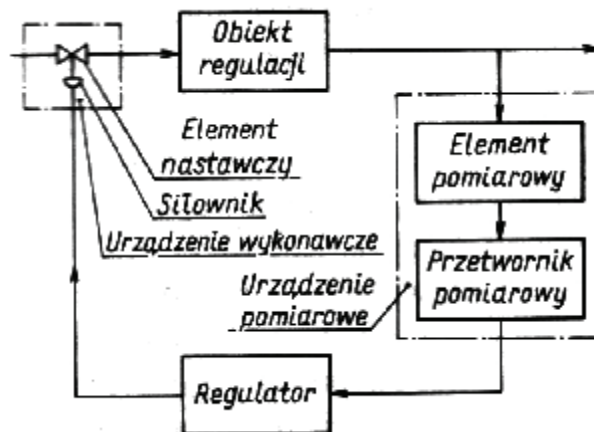 Obiekt
regulacji
Element
nastawczy
Siłownik
Urządzenie wykonawcze
Element
pomiarowy
Przetwornik
pomiarowy
Urządzenie
pomiarowe
Regulator